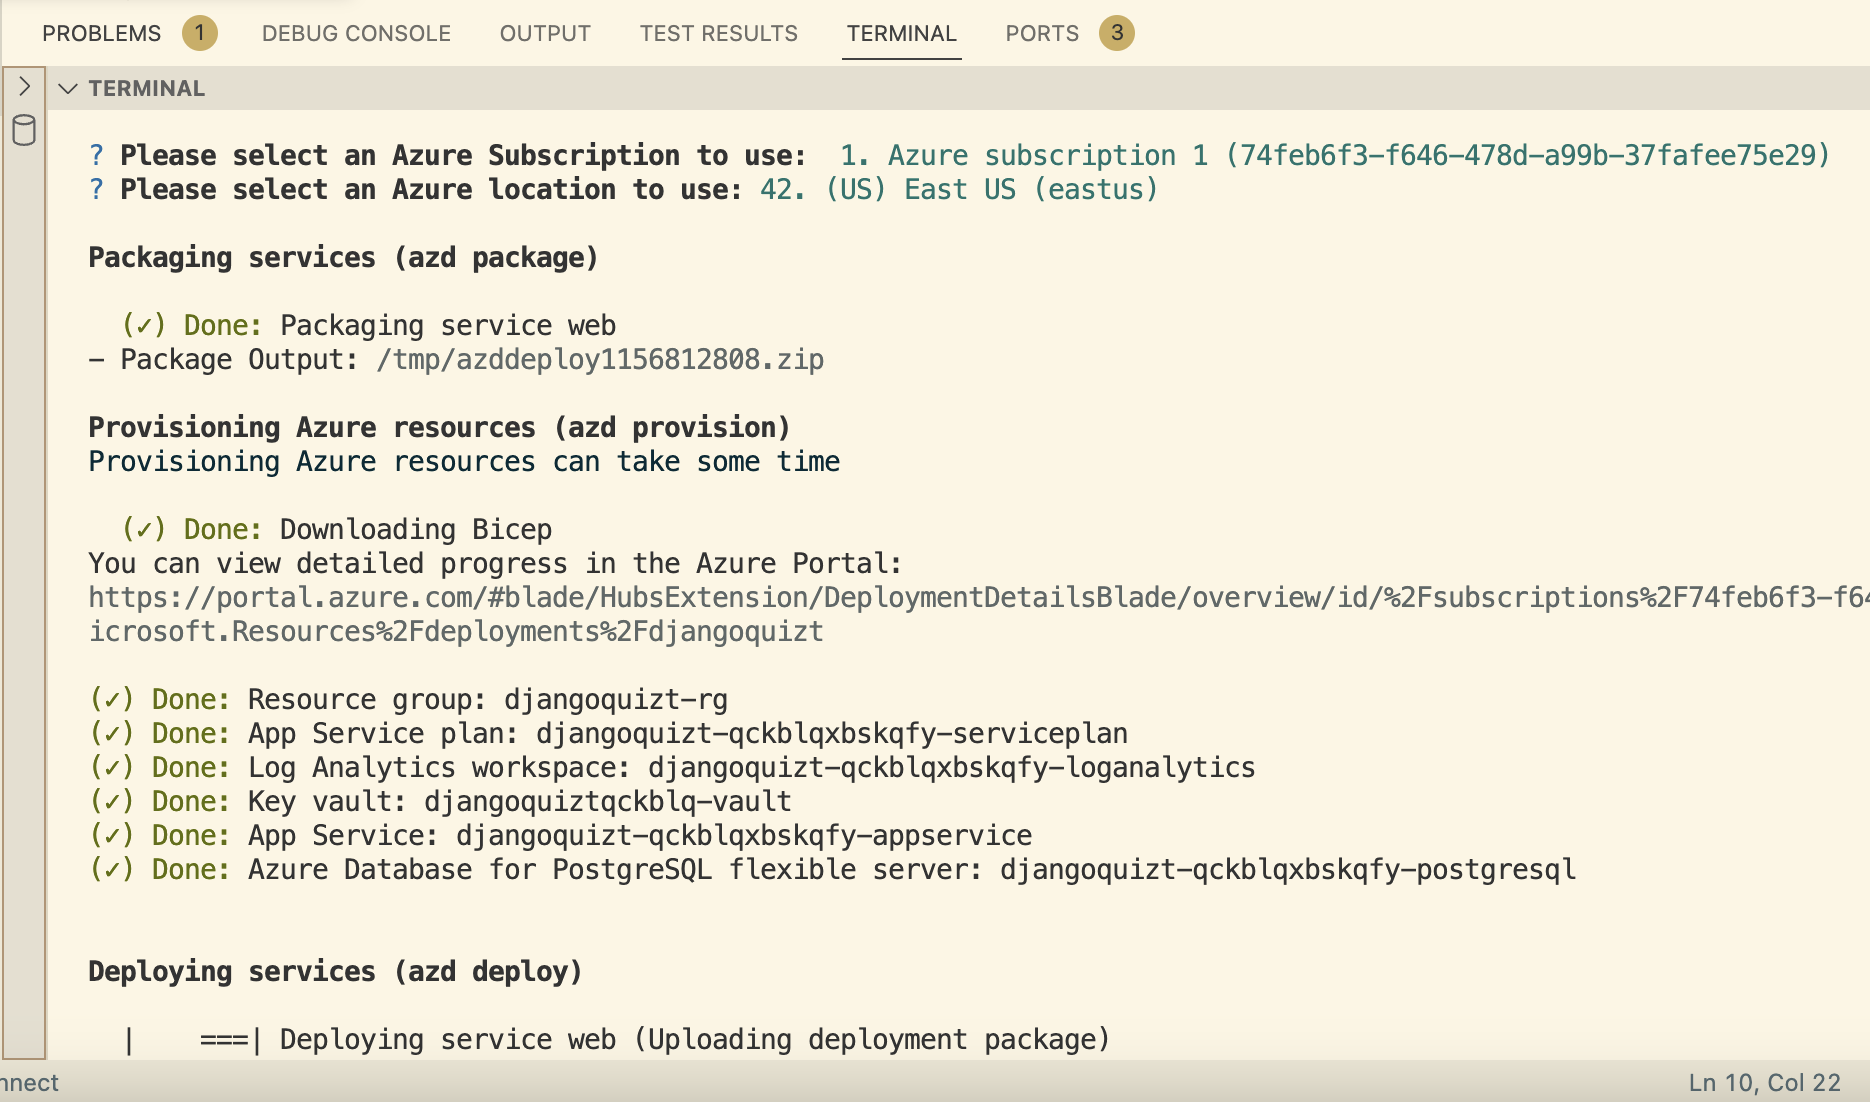 PROBLEMS 1 DEBUG CONSOLE OUTPUT TEST RESULTS TERMINAL PORTS 3
TERMINAL
? Please select an Azure Subscription to use:  1. Azure subscription 1 (74feb6f3-f646-478d-a99b-37fafee75e29)
? Please select an Azure location to use: 42. (US) East US (eastus)
Packaging services (azd package)
(✓) Done: Packaging service web
– Package Output: /tmp/azddeploy1156812808.zip
Provisioning Azure resources (azd provision)
Provisioning Azure resources can take some time
(✓) Done: Downloading Bicep
You can view detailed progress in the Azure Portal:
https://portal.azure.com/#blade/HubsExtension/DeploymentDetailsBlade/overview/id/%2Fsubscriptions%2F74feb6f3-f64
icrosoft.Resources%2Fdeployments%2Fdjangoquizt
(✓) Done: Resource group: djangoquizt-rg
(✓) Done: App Service plan: djangoquizt-qckblqxbskqfy-serviceplan
(✓) Done: Log Analytics workspace: djangoquizt-qckblqxbskqfy-loganalytics
(✓) Done: Key vault: djangoquiztqckblq-vault
(✓) Done: App Service: djangoquizt-qckblqxbskqfy-appservice
(✓) Done: Azure Database for PostgreSQL flexible server: djangoquizt-qckblqxbskqfy-postgresql
Deploying services (azd deploy)
|    ===| Deploying service web (Uploading deployment package)
nnect Ln 10, Col 22